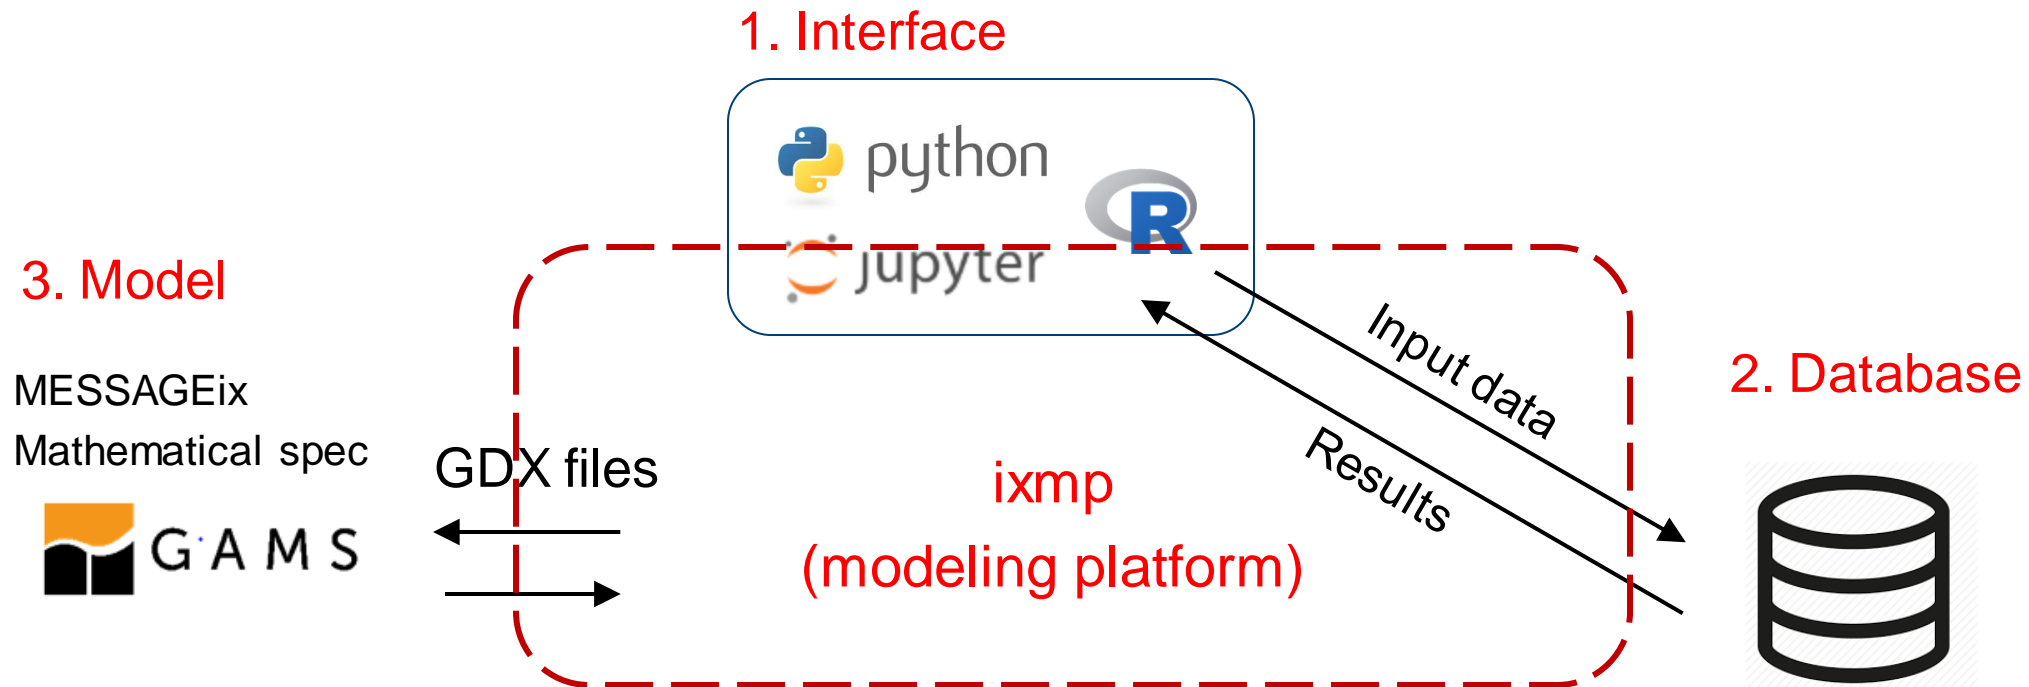 1. Interface
python
R
jupyter
3. Model
MESSAGEix
Mathematical spec
GAMS
GDX files
ixmp
(modeling platform)
Input data
Results
2. Database